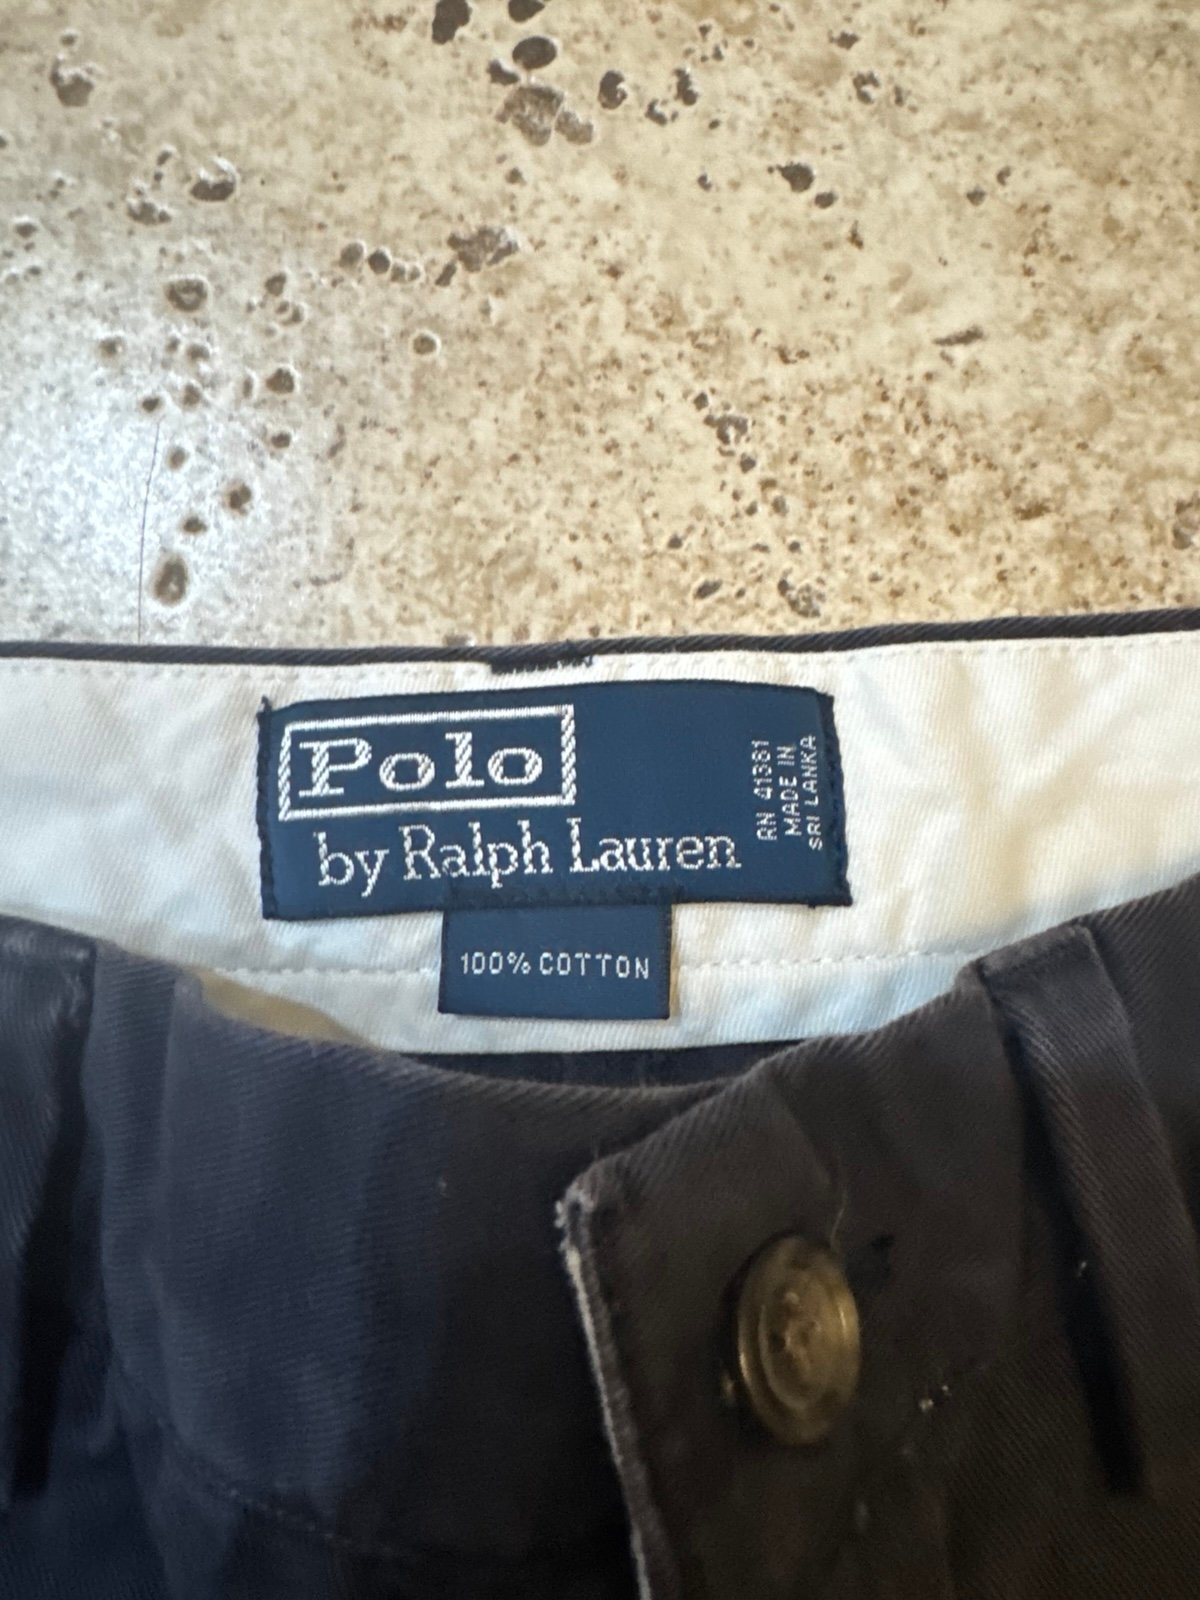 Polo
by Ralph Lauren
RN 41381
MADE IN
SRI LANKA
100% COTTON